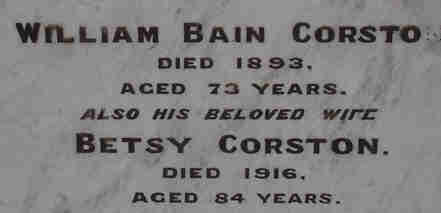 WILLIAM BAIN CORSTO
DIED 1893,
AGED 73 YEARS.
ALSO HIS BELOVED WIFE
BETSY CORSTON.
DIED 1916,
AGED 84 YEARS.